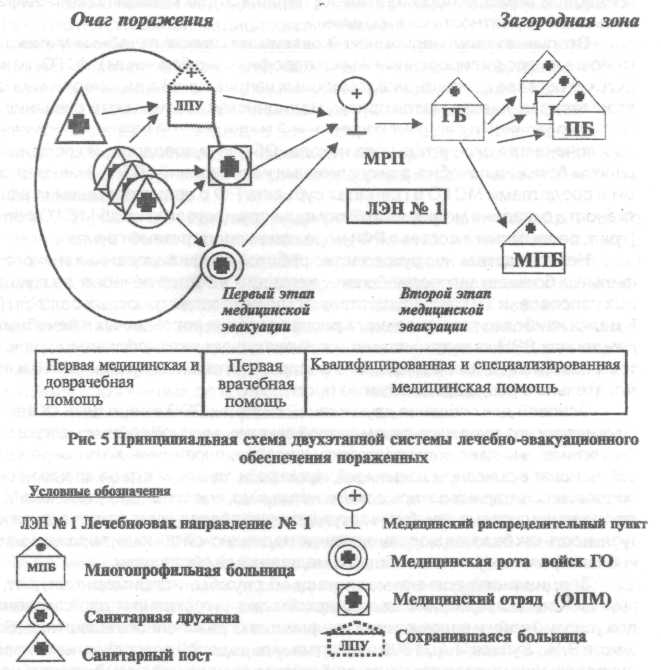 Очаг поражения
Загородная зона
ЛПУ
МРП
ГБ
ПБ
ЛЭН № 1
МПБ
Первый этап
медицинской
эвакуации
Второй этап
медицинской
эвакуации
Первая медицинская и
доврачебная
помощь
Первая
врачебная
помощь
Квалифицированная и специализированная
медицинская помощь
Рис 5 Принципиальная схема двухэтапной системы лечебно-эвакуационного
обеспечения пораженных
Условные обозначения
ЛЭН № 1 Лечебноэвак направление № 1
Медицинский распределительный пункт
МПБ
Многопрофильная больница
Медицинская рота войск ГО
Санитарная дружина
Медицинский отряд (ОПМ)
Санитарный пост
ЛПУ
Сохранившаяся больница